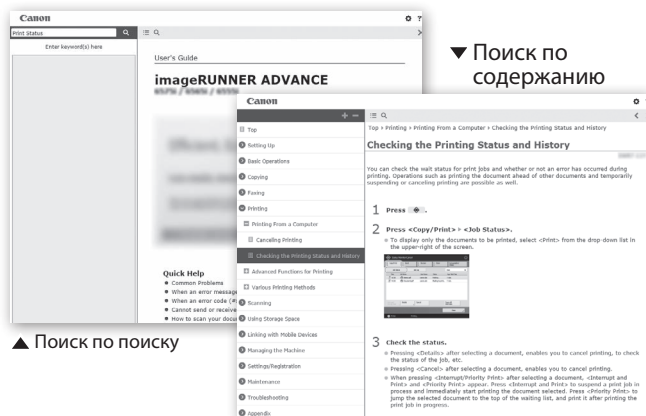 Canon
?
Print Status
Enter keyword(s) here
User's Guide
imageRUNNER ADVANCE
6575i / 6565i / 6555i
Quick Help
Common Problems
When an error message
When an error code (#
Cannot send or receive
How to scan your docu
▲ Поиск по поиску
▼ Поиск по
содержанию
Canon
+ −
Top
Setting Up
Basic Operations
Copying
Faxing
Printing
Printing From a Computer
Canceling Printing
Checking the Printing Status and History
Advanced Functions for Printing
Various Printing Methods
Scanning
Using Storage Space
Linking with Mobile Devices
Managing the Machine
Settings/Registration
Maintenance
Troubleshooting
Appendix
Top › Printing › Printing From a Computer › Checking the Printing Status and History
Checking the Printing Status and History
You can check the wait status for print jobs and whether or not an error has occurred during
printing. Operations such as printing the document ahead of other documents and temporarily
suspending or canceling printing are possible as well.
1 Press
2 Press <Copy/Print> ▸ <Job Status>.
To display only the documents to be printed, select <Print> from the drop-down list in
the upper-right of the screen.
3 Check the status.
Pressing <Details> after selecting a document, enables you to cancel printing, to check
the status of the job, etc.
Pressing <Cancel> after selecting a document, enables you to cancel printing.
When pressing <Interrupt/Priority Print> after selecting a document, <Interrupt and
Print> and <Priority Print> appear. Press <Interrupt and Print> to suspend a print job in
process and immediately start printing the document selected. Press <Priority Print> to
jump the selected document to the top of the waiting list, and print it after printing the
print job in progress.